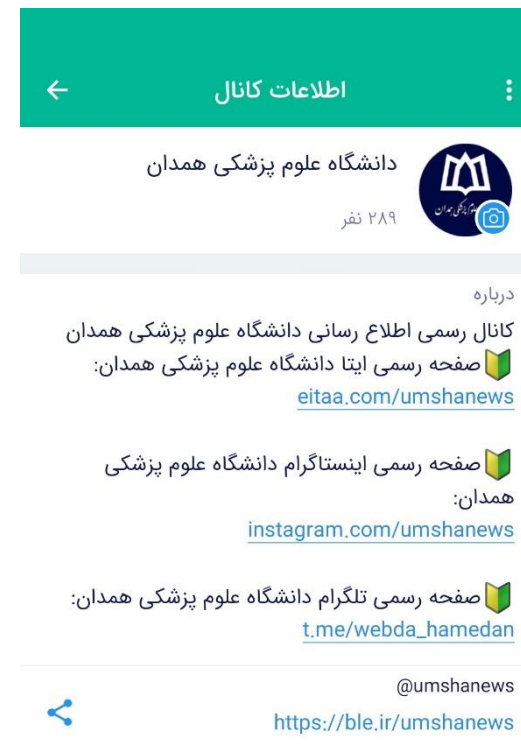 اطلاعات کانال
دانشگاه علوم پزشکی همدان
۲۸۹ نفر
درباره
کانال رسمی اطلاع رسانی دانشگاه علوم پزشکی همدان
🔰صفحه رسمی ایتا دانشگاه علوم پزشکی همدان:
eitaa.com/umshanews
🔰صفحه رسمی اینستاگرام دانشگاه علوم پزشکی
همدان:
instagram.com/umshanews
🔰صفحه رسمی تلگرام دانشگاه علوم پزشکی همدان:
t.me/webda_hamedan
@umshanews
https://ble.ir/umshanews